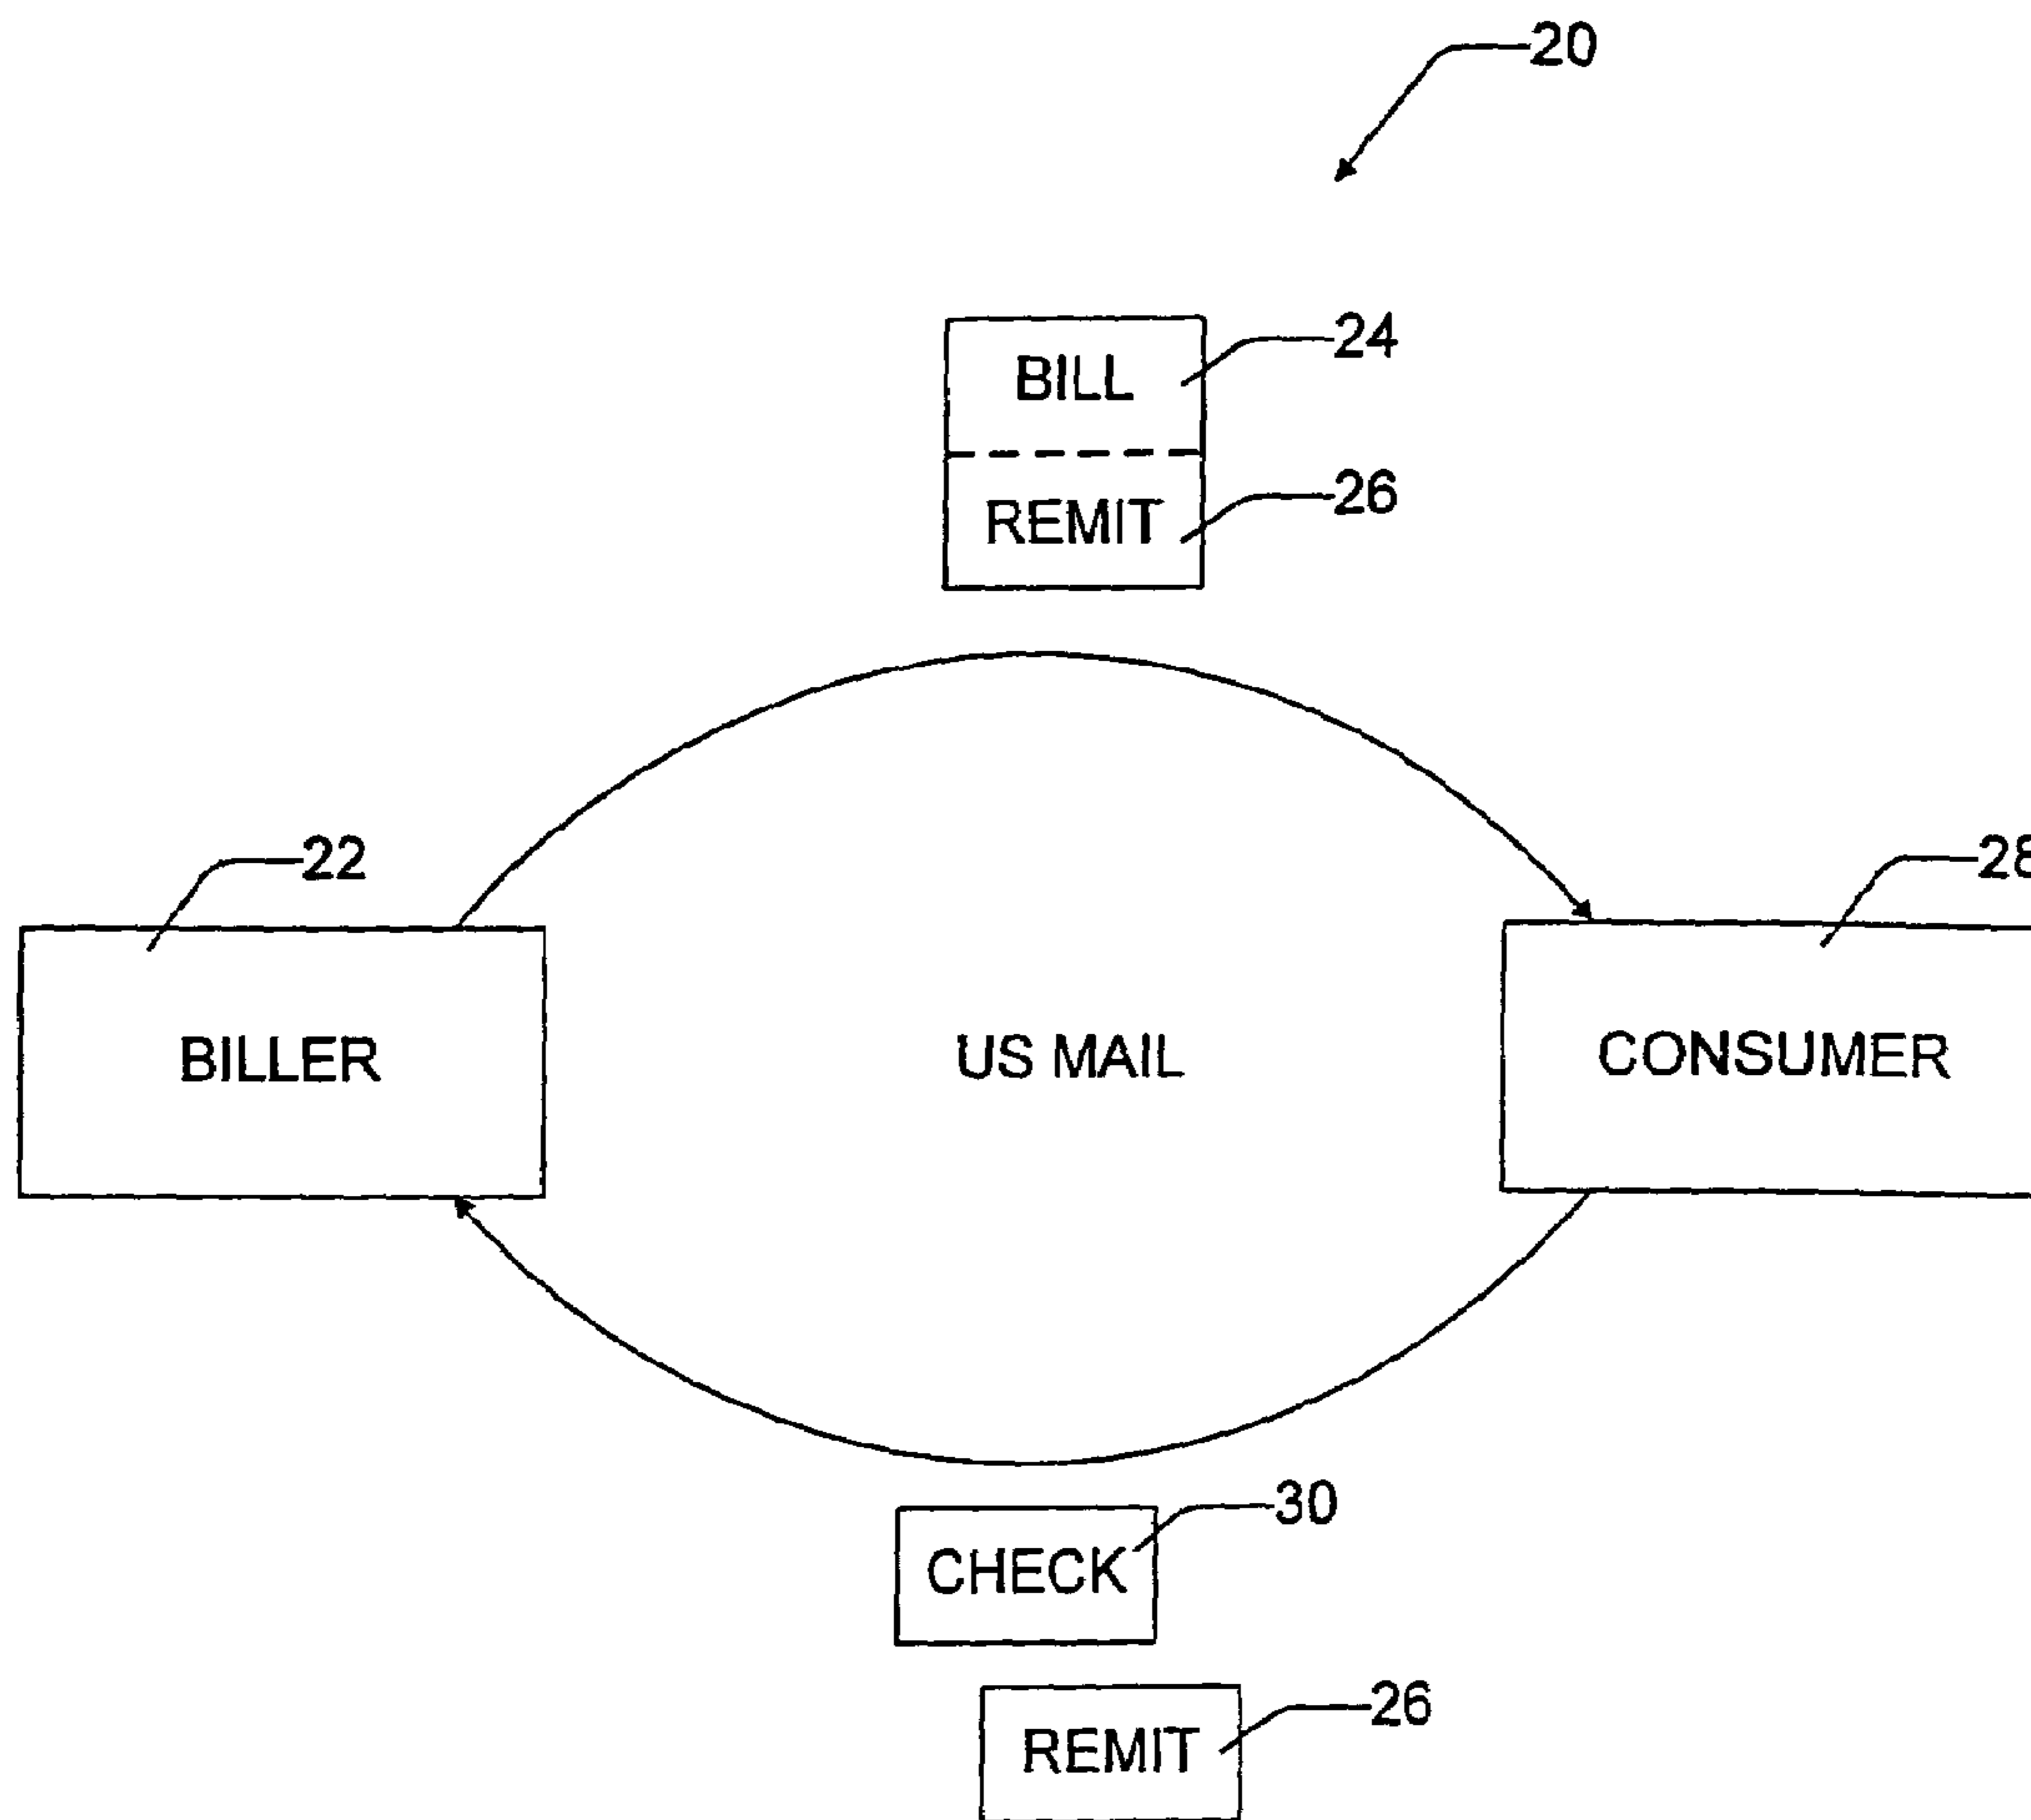 20
BILL
24
REMIT
26
22
28
BILLER
US MAIL
CONSUMER
30
CHECK
26
REMIT